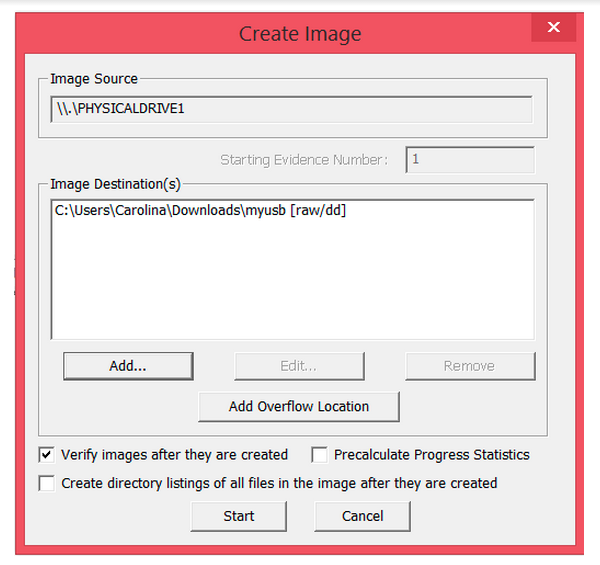 Create Image
Image Source
\\.\PHYSICALDRIVE1
Starting Evidence Number: 1
Image Destination(s)
C:\Users\Carolina\Downloads\myusb [raw/dd]
Add... Edit... Remove
Add Overflow Location
Verify images after they are created Precalculate Progress Statistics
Create directory listings of all files in the image after they are created
Start Cancel